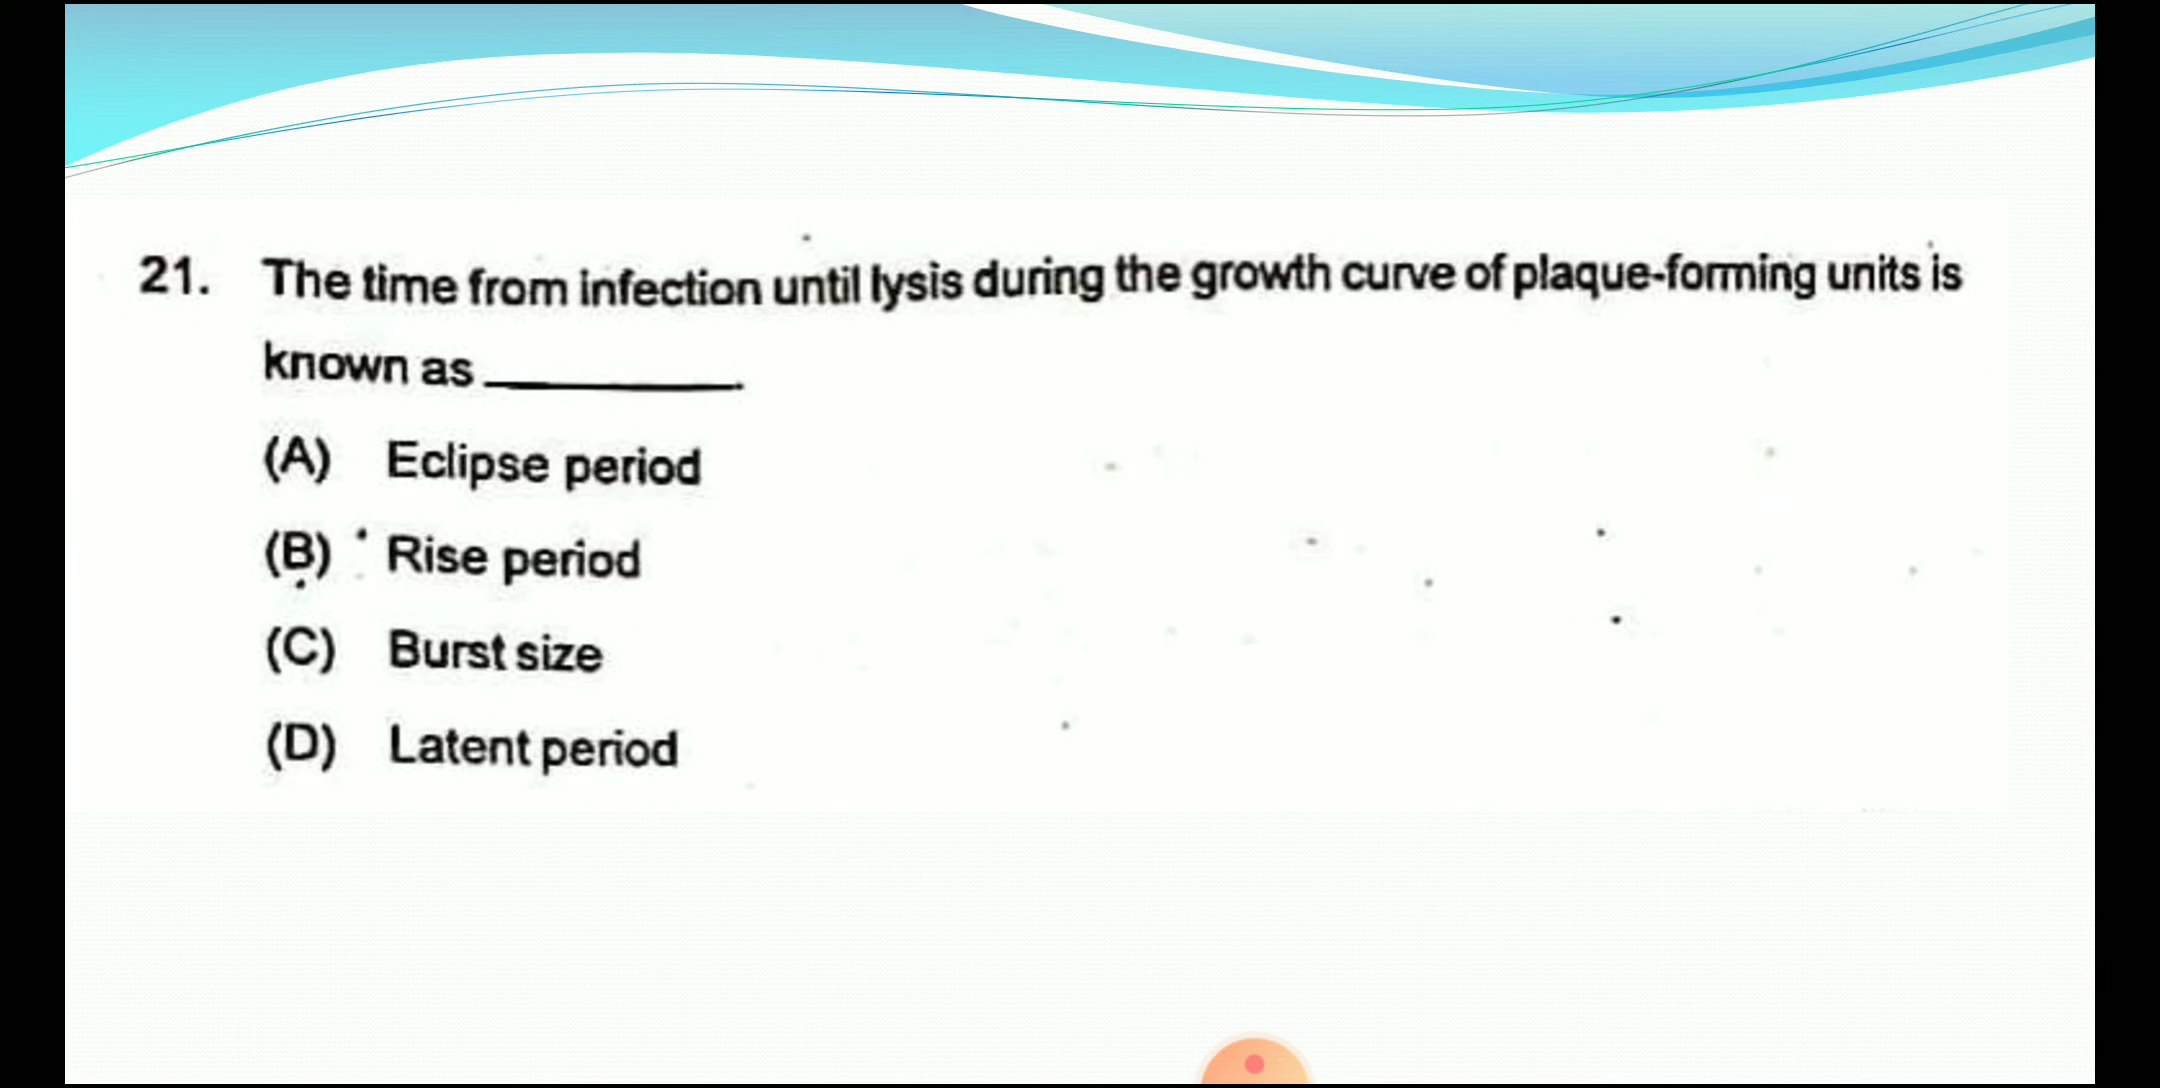 21. The time from infection until lysis during the growth curve of plaque-forming units is
known as __________.
(A) Eclipse period
(B) Rise period
(C) Burst size
(D) Latent period